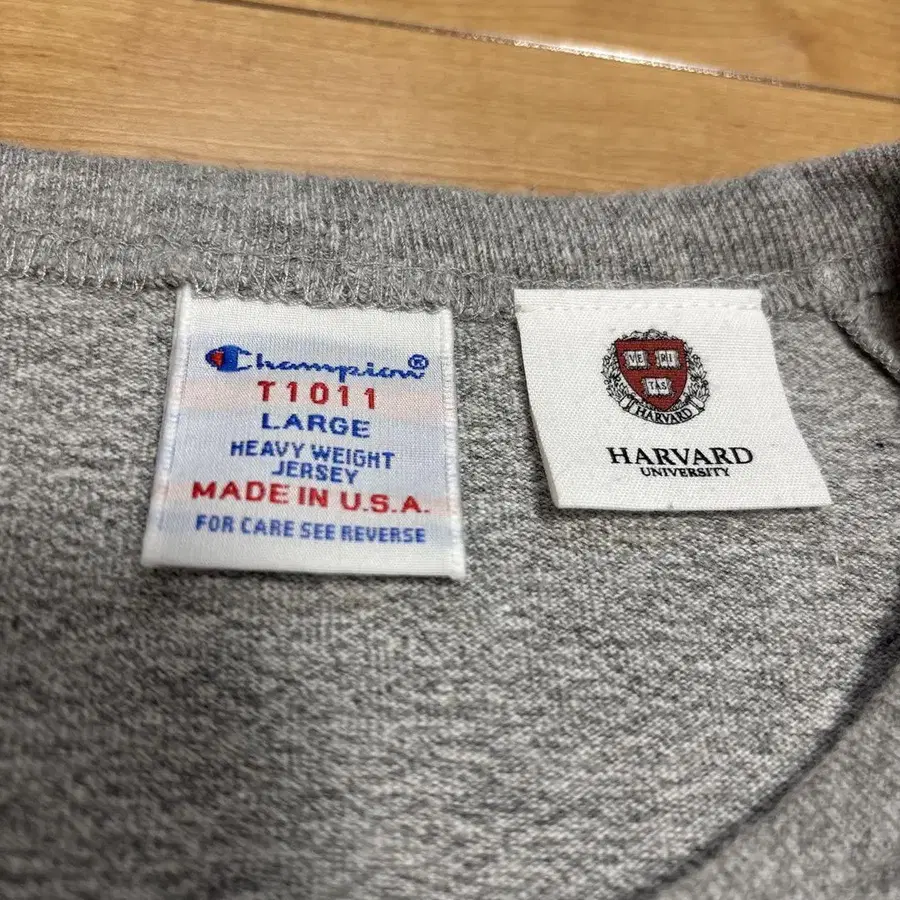 Champion®
T1011
LARGE
HEAVY WEIGHT
JERSEY
MADE IN U.S.A.
FOR CARE SEE REVERSE
VE RI
TAS
HARVARD
HARVARD
UNIVERSITY